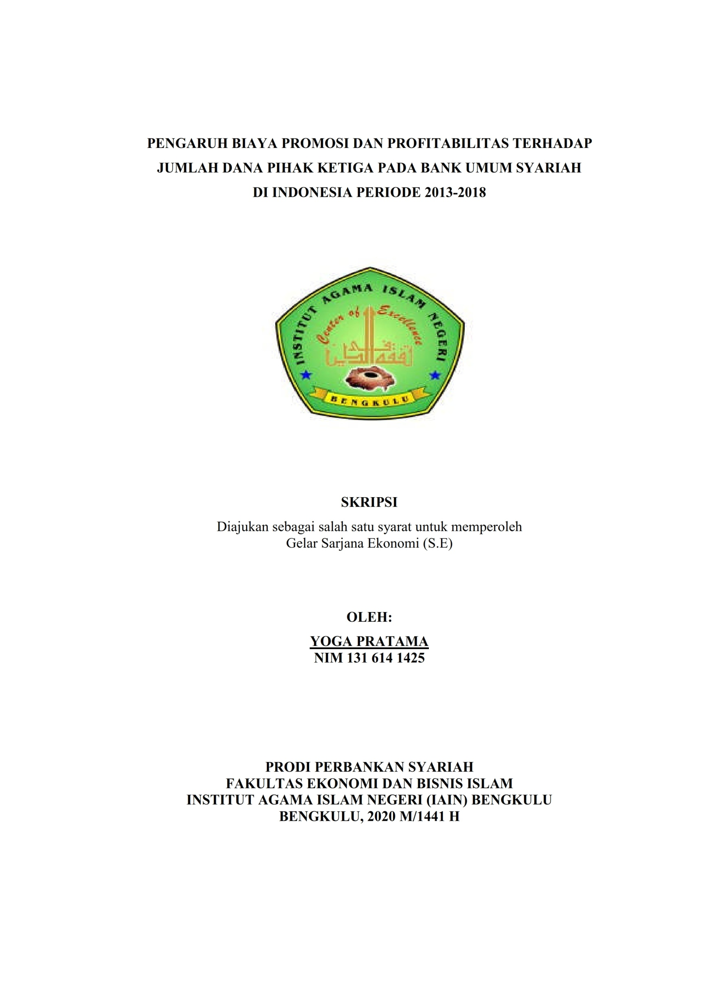 PENGARUH BIAYA PROMOSI DAN PROFITABILITAS TERHADAP
JUMLAH DANA PIHAK KETIGA PADA BANK UMUM SYARIAH
DI INDONESIA PERIODE 2013-2018
INSTITUT AGAMA ISLAM NEGERI
Center of Excellence
لتفقه فى الدين
BENGKULU
SKRIPSI
Diajukan sebagai salah satu syarat untuk memperoleh
Gelar Sarjana Ekonomi (S.E)
OLEH:
YOGA PRATAMA
NIM 131 614 1425
PRODI PERBANKAN SYARIAH
FAKULTAS EKONOMI DAN BISNIS ISLAM
INSTITUT AGAMA ISLAM NEGERI (IAIN) BENGKULU
BENGKULU, 2020 M/1441 H